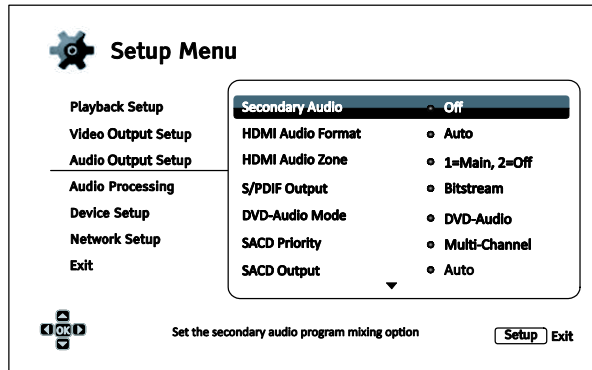 Setup Menu
Playback Setup
Video Output Setup
Audio Output Setup
Audio Processing
Device Setup
Network Setup
Exit
Secondary Audio Off
HDMI Audio Format Auto
HDMI Audio Zone 1=Main, 2=Off
S/PDIF Output Bitstream
DVD-Audio Mode DVD-Audio
SACD Priority Multi-Channel
SACD Output Auto
OK
Set the secondary audio program mixing option
Setup Exit